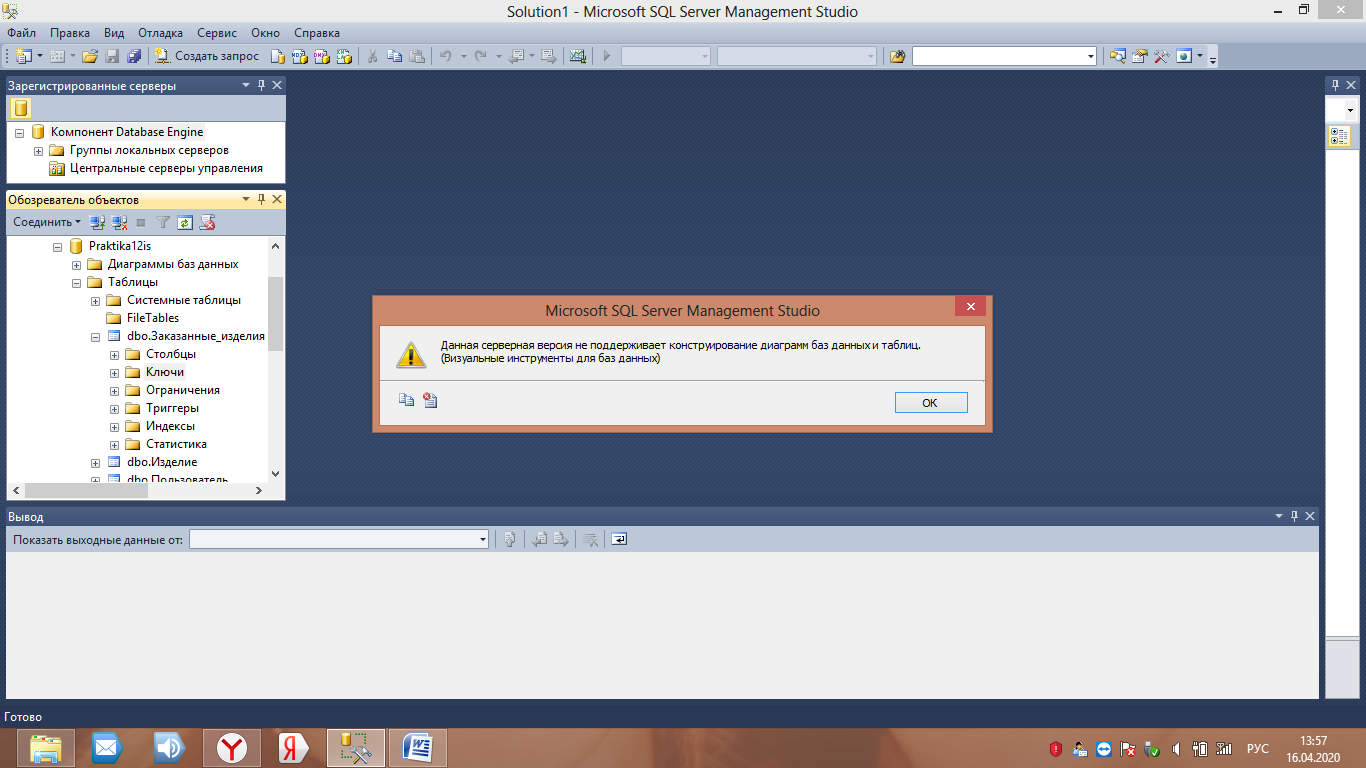 Solution1 - Microsoft SQL Server Management Studio
Файл Правка Вид Отладка Сервис Окно Справка
Создать запрос
Зарегистрированные серверы
Компонент Database Engine
Группы локальных серверов
Центральные серверы управления
Обозреватель объектов
Соединить
Praktika12is
Диаграммы баз данных
Таблицы
Системные таблицы
FileTables
dbo.Заказанные_изделия
Столбцы
Ключи
Ограничения
Триггеры
Индексы
Статистика
dbo.Изделие
dbo.Пользователь
Microsoft SQL Server Management Studio
Данная серверная версия не поддерживает конструирование диаграмм баз данных и таблиц.
(Визуальные инструменты для баз данных)
ОК
Вывод
Показать выходные данные от:
Готово
РУС
13:57
16.04.2020